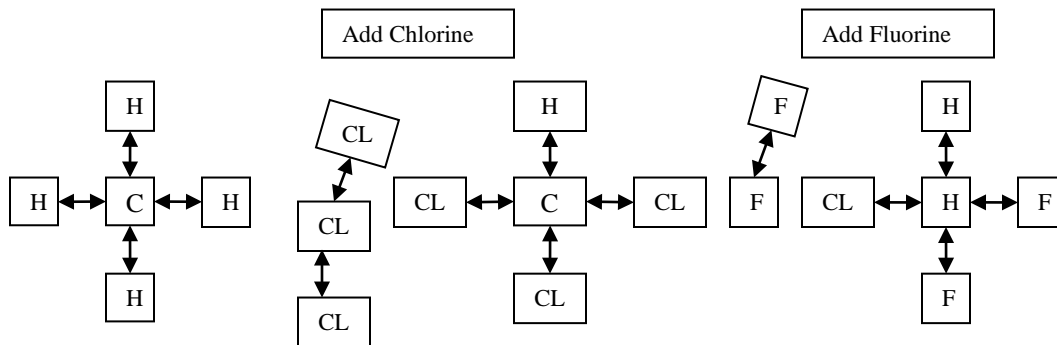 Add Chlorine
Add Fluorine
H
H C H
H
CL
CL
CL
H
CL C CL
CL
F
F
H
CL H F
F